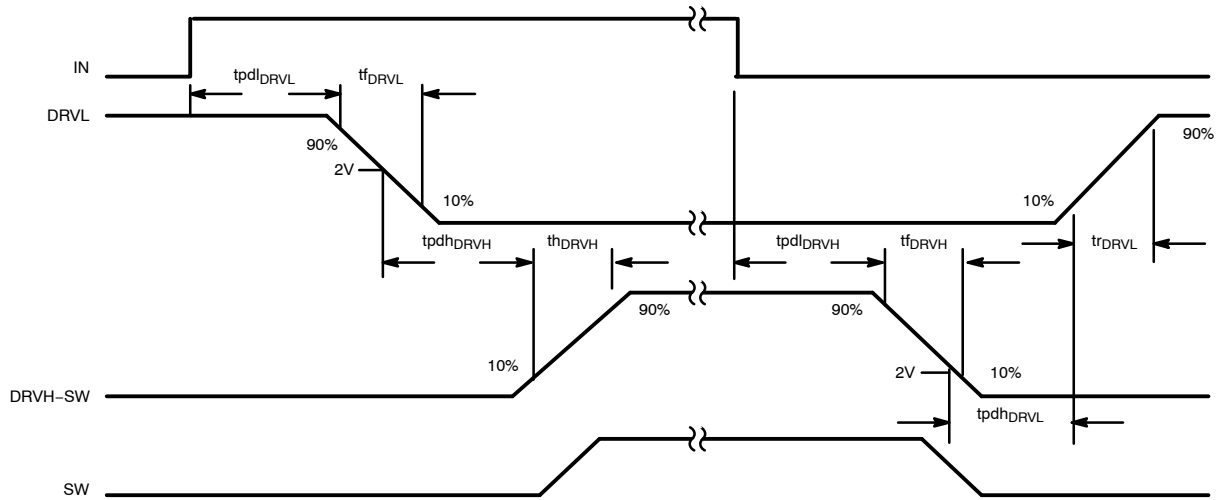 IN
tpdlDRVL
tfDRVL
DRVL
90%
90%
2V
10%
10%
tpdhDRVH
thDRVH
tpdlDRVH
tfDRVH
trDRVL
90%
90%
10%
2V
10%
DRVH−SW
tpdhDRVL
SW